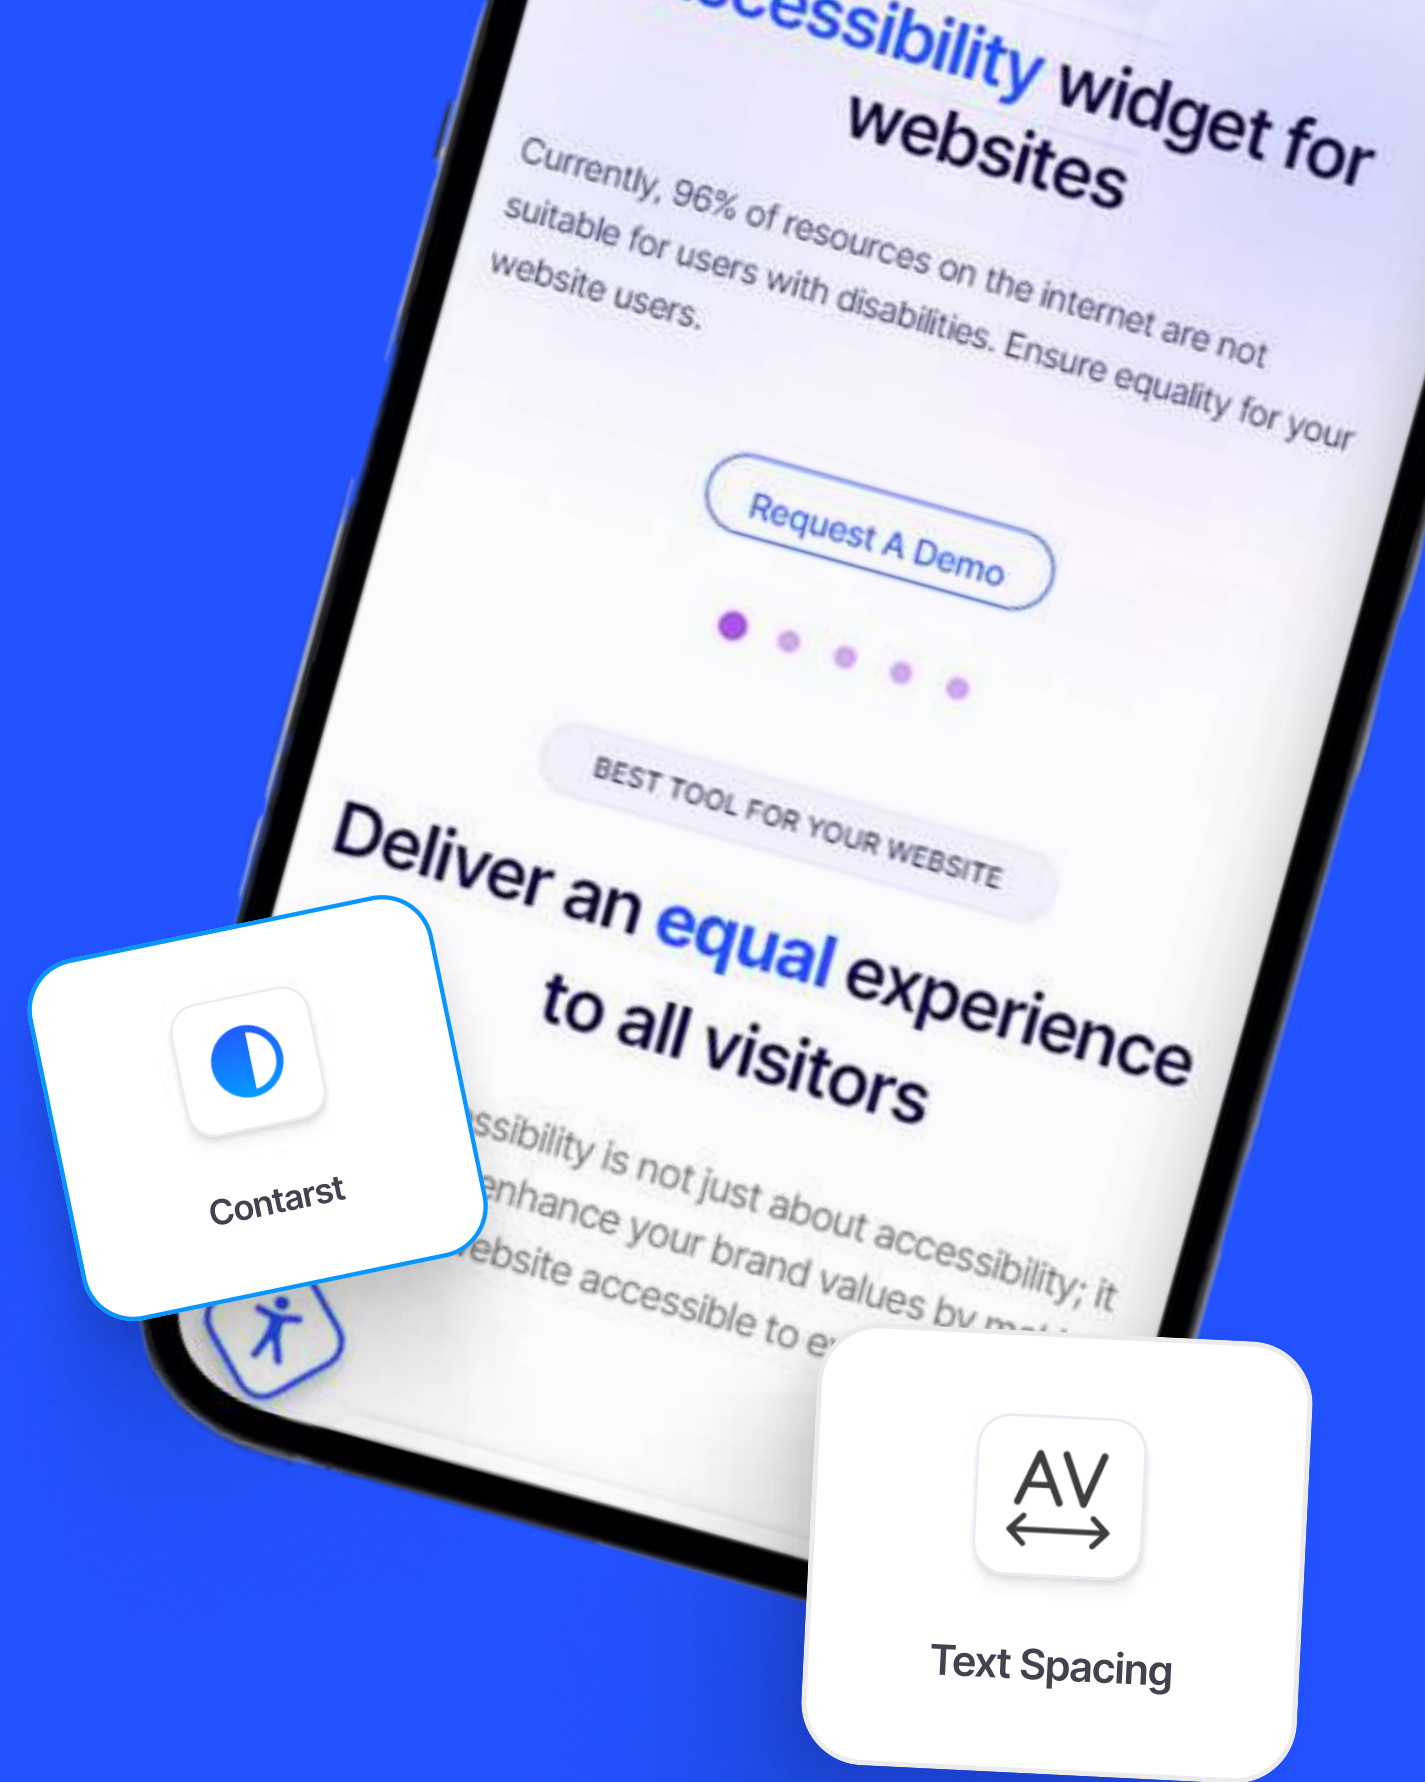 widget for
websites
Currently, 96% of resources on the internet are not
suitable for users with disabilities. Ensure equality for your
website users.
Request A Demo
BEST TOOL FOR YOUR WEBSITE
Deliver an equal experience
to all visitors
is not just about accessibility; it
enhance your brand values by
accessible to
Contarst
AV
Text Spacing